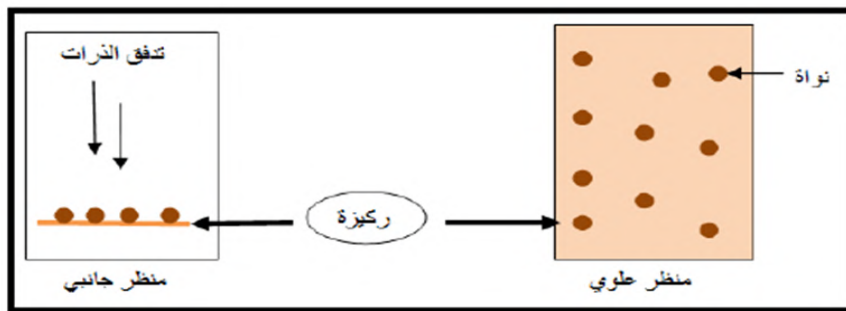 تدفق الذرات
نواة
ركيزة
منظر جانبي
منظر علوي